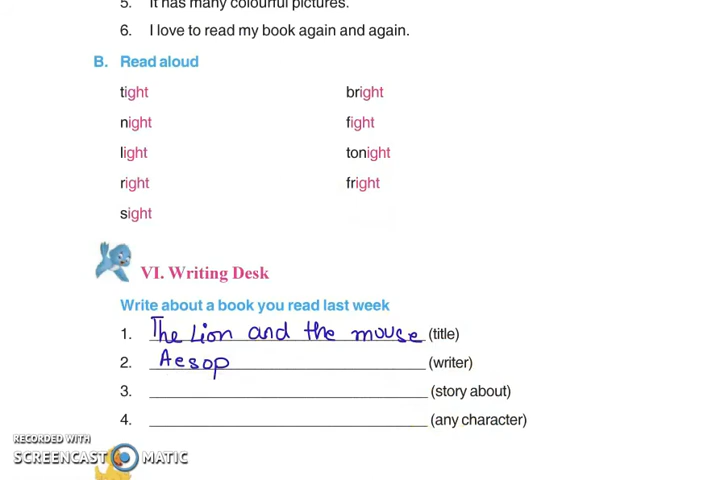 5. It has many colourful pictures.
6. I love to read my book again and again.
B. Read aloud
tight bright
night fight
light tonight
right fright
sight
VI. Writing Desk
Write about a book you read last week
1. The Lion and the mouse (title)
2. Aesop (writer)
3. (story about)
4. (any character)
RECORDED WITH
SCREENCAST MATIC